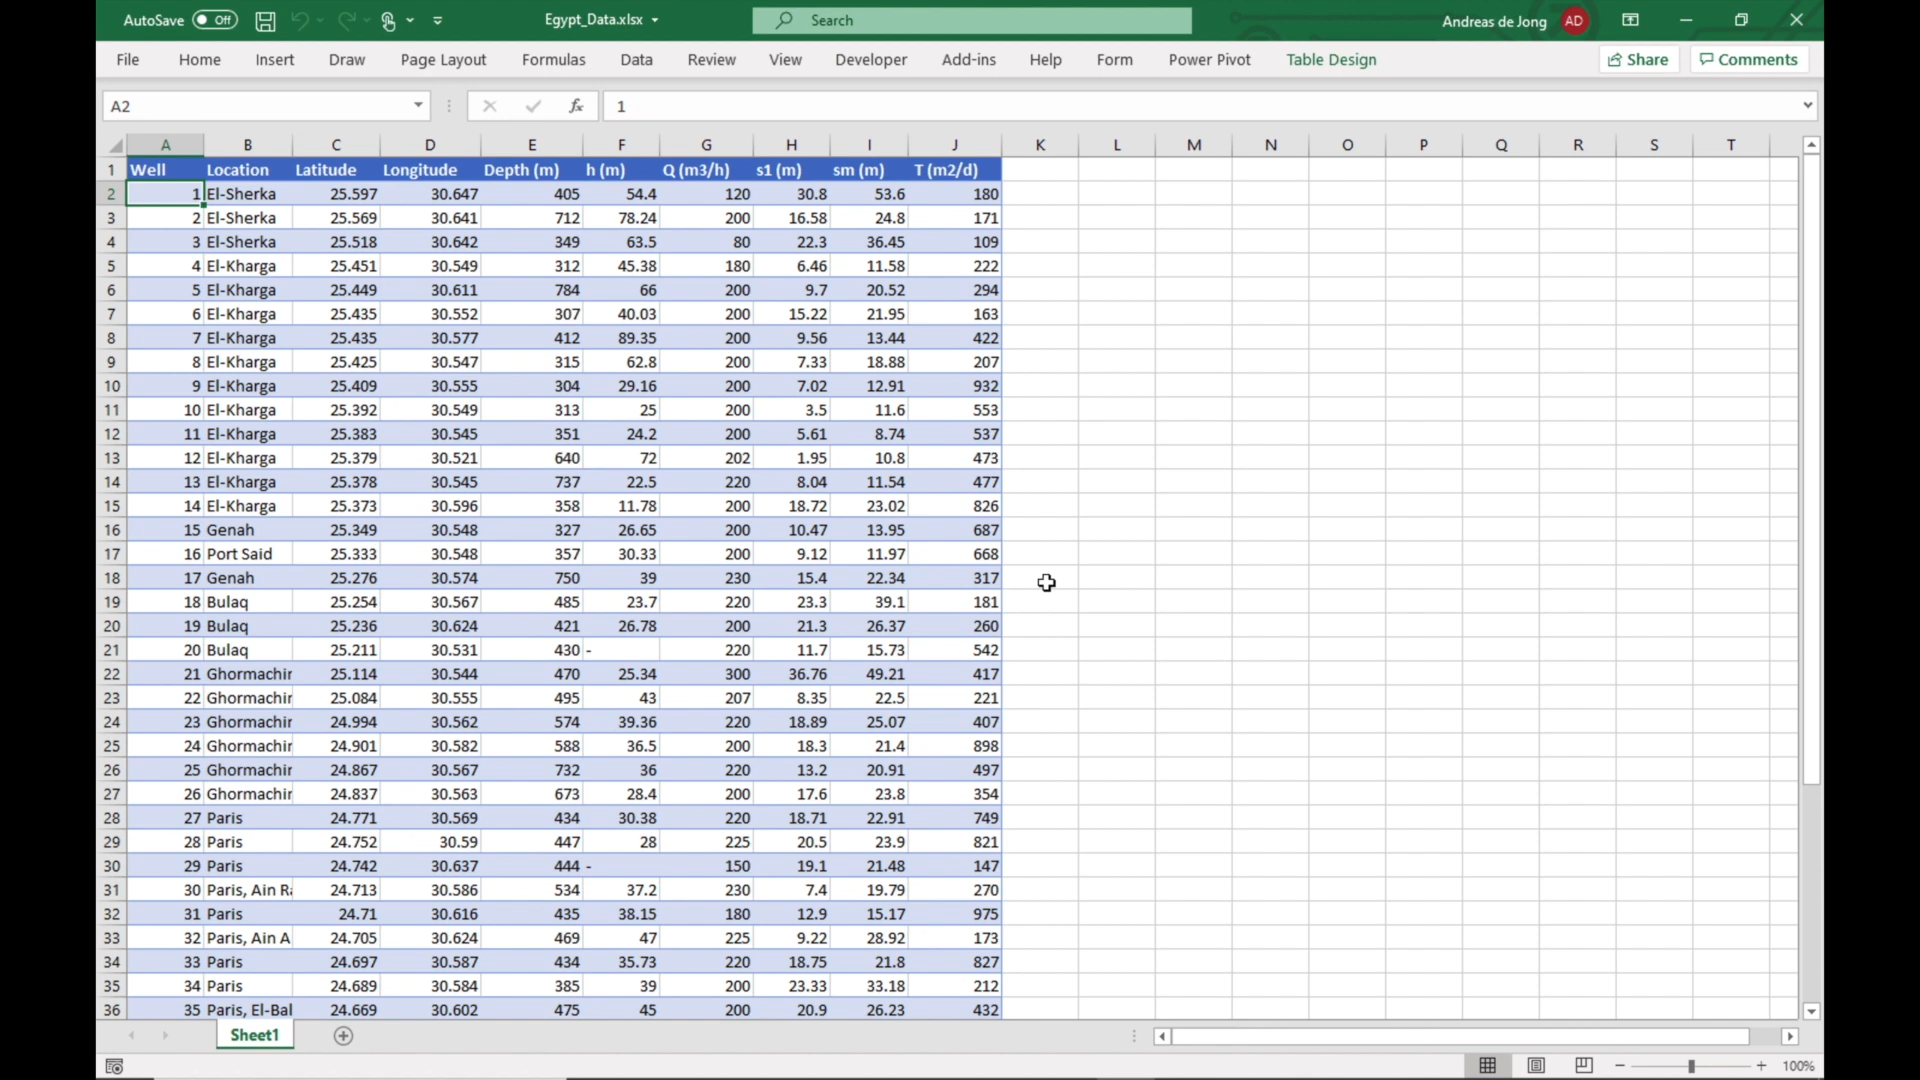 AutoSave Off Egypt_Data.xlsx Search Andreas de Jong AD
File Home Insert Draw Page Layout Formulas Data Review View Developer Add-ins Help Form Power Pivot Table Design Share Comments
A2 fx 1
A B C D E F G H I J K L M N O P Q R S T
1 Well Location Latitude Longitude Depth (m) h (m) Q (m3/h) s1 (m) sm (m) T (m2/d)
2 1 El-Sherka 25.597 30.647 405 54.4 120 30.8 53.6 180
3 2 El-Sherka 25.569 30.641 712 78.24 200 16.58 24.8 171
4 3 El-Sherka 25.518 30.642 349 63.5 80 22.3 36.45 109
5 4 El-Kharga 25.451 30.549 312 45.38 180 6.46 11.58 222
6 5 El-Kharga 25.449 30.611 784 66 200 9.7 20.52 294
7 6 El-Kharga 25.435 30.552 307 40.03 200 15.22 21.95 163
8 7 El-Kharga 25.435 30.577 412 89.35 200 9.56 13.44 422
9 8 El-Kharga 25.425 30.547 315 62.8 200 7.33 18.88 207
10 9 El-Kharga 25.409 30.555 304 29.16 200 7.02 12.91 932
11 10 El-Kharga 25.392 30.549 313 25 200 3.5 11.6 553
12 11 El-Kharga 25.383 30.545 351 24.2 200 5.61 8.74 537
13 12 El-Kharga 25.379 30.521 640 72 202 1.95 10.8 473
14 13 El-Kharga 25.378 30.545 737 22.5 220 8.04 11.54 477
15 14 El-Kharga 25.373 30.596 358 11.78 200 18.72 23.02 826
16 15 Genah 25.349 30.548 327 26.65 200 10.47 13.95 687
17 16 Port Said 25.333 30.548 357 30.33 200 9.12 11.97 668
18 17 Genah 25.276 30.574 750 39 230 15.4 22.34 317
19 18 Bulaq 25.254 30.567 485 23.7 220 23.3 39.1 181
20 19 Bulaq 25.236 30.624 421 26.78 200 21.3 26.37 260
21 20 Bulaq 25.211 30.531 430 - 220 11.7 15.73 542
22 21 Ghormachir 25.114 30.544 470 25.34 300 36.76 49.21 417
23 22 Ghormachir 25.084 30.555 495 43 207 8.35 22.5 221
24 23 Ghormachir 24.994 30.562 574 39.36 220 18.89 25.07 407
25 24 Ghormachir 24.901 30.582 588 36.5 200 18.3 21.4 898
26 25 Ghormachir 24.867 30.567 732 36 220 13.2 20.91 497
27 26 Ghormachir 24.837 30.563 673 28.4 200 17.6 23.8 354
28 27 Paris 24.771 30.569 434 30.38 220 18.71 22.91 749
29 28 Paris 24.752 30.59 447 28 225 20.5 23.9 821
30 29 Paris 24.742 30.637 444 - 150 19.1 21.48 147
31 30 Paris, Ain Ra 24.713 30.586 534 37.2 230 7.4 19.79 270
32 31 Paris 24.71 30.616 435 38.15 180 12.9 15.17 975
33 32 Paris, Ain A 24.705 30.624 469 47 225 9.22 28.92 173
34 33 Paris 24.697 30.587 434 35.73 220 18.75 21.8 827
35 34 Paris 24.689 30.584 385 39 200 23.33 33.18 212
36 35 Paris, El-Bal 24.669 30.602 475 45 200 20.9 26.23 432
Sheet1
100%